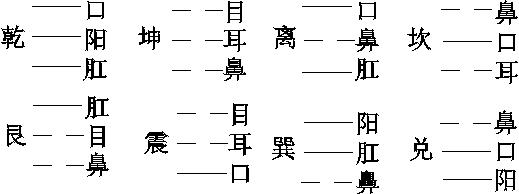 乾 口
阳
肛
坤 目
耳
鼻
离 口
鼻
肛
坎 鼻
口
耳
艮 肛
目
鼻
震 目
耳
口
巽 阳
肛
鼻
兑 鼻
口
阳